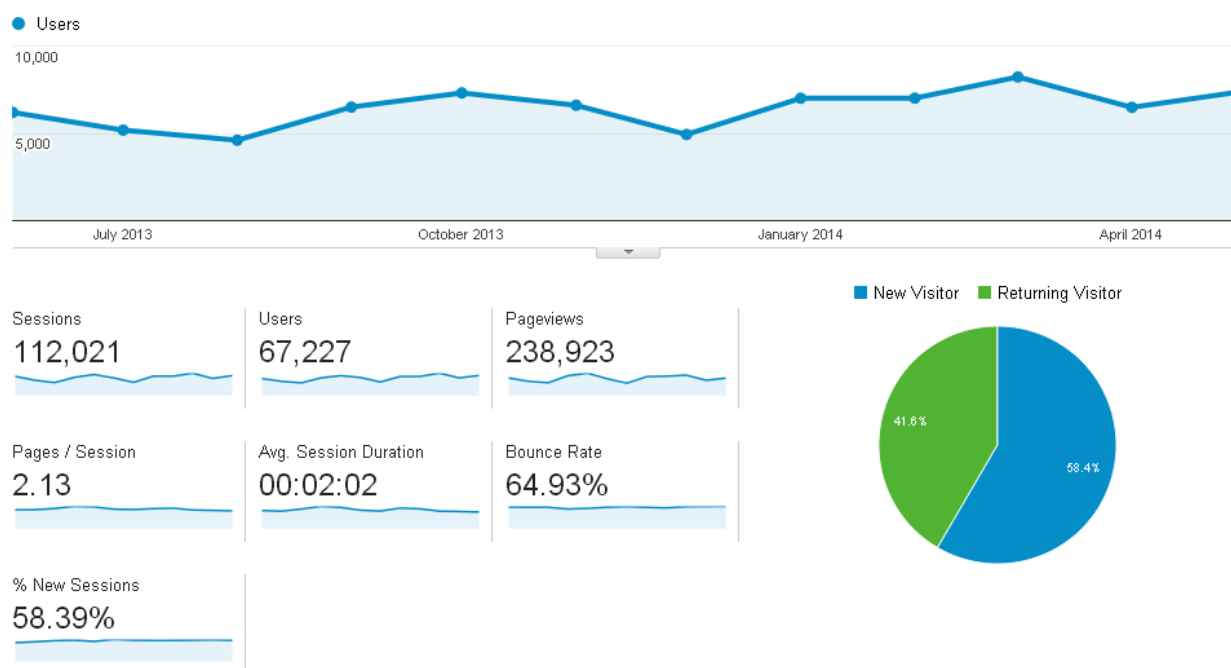 Users
10,000
5,000
July 2013 October 2013 January 2014 April 2014
New Visitor Returning Visitor
Sessions Users Pageviews
112,021 67,227 238,923
41.6%
58.4%
Pages / Session Avg. Session Duration Bounce Rate
2.13 00:02:02 64.93%
% New Sessions
58.39%